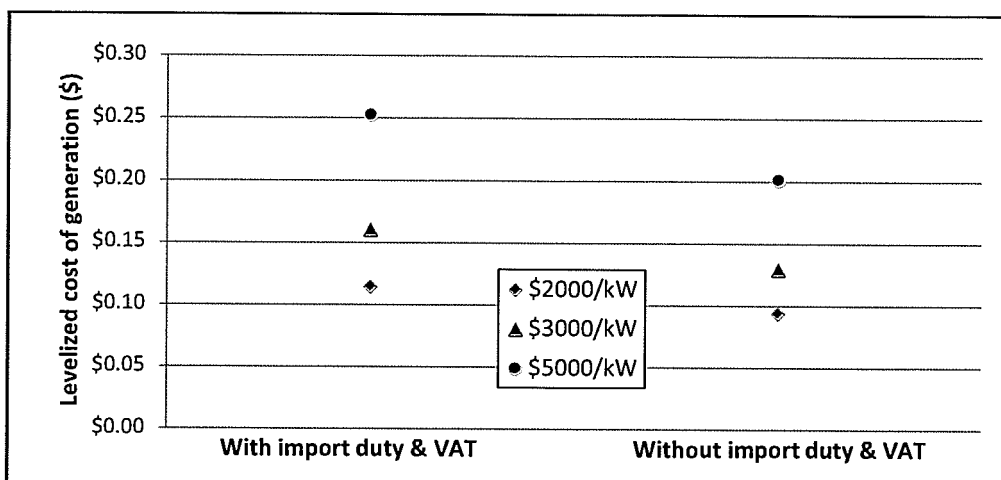 Levelized cost of generation ($)
$0.30
$0.25
$0.20
$0.15
$0.10
$0.05
$0.00
$2000/kW
$3000/kW
$5000/kW
With import duty & VAT
Without import duty & VAT